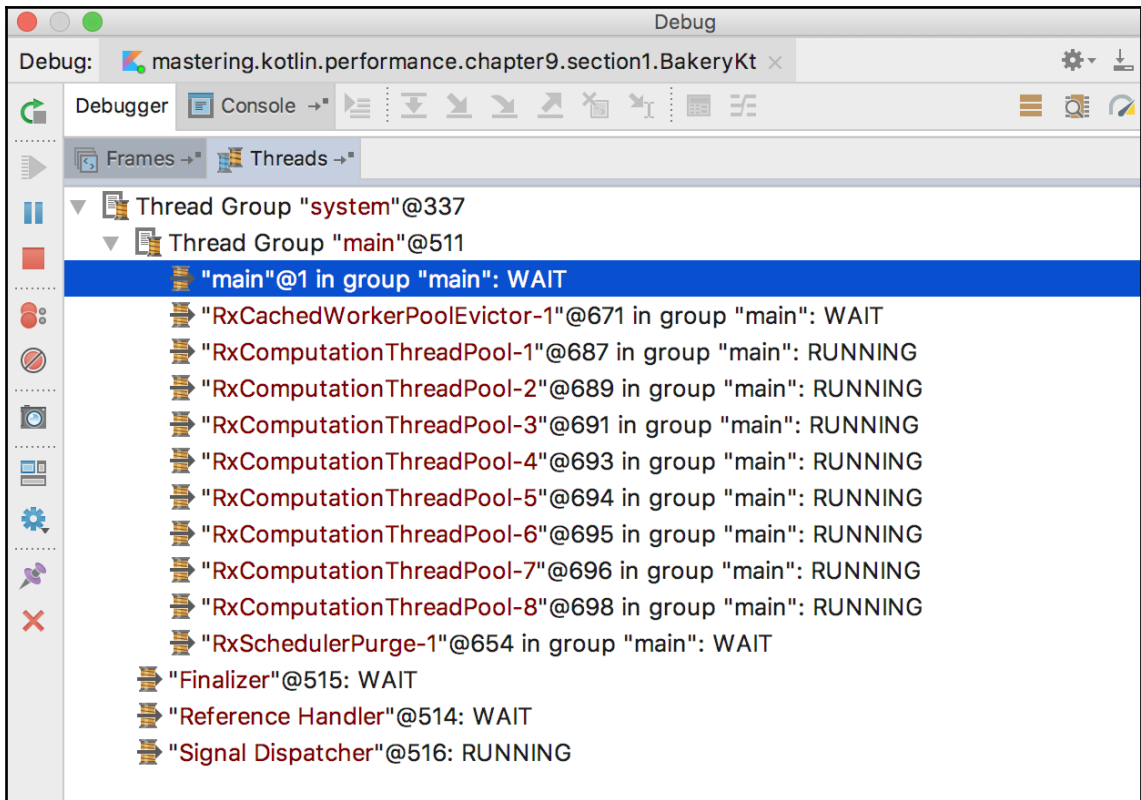 Debug
Debug: mastering.kotlin.performance.chapter9.section1.BakeryKt
Debugger Console
Frames Threads
Thread Group "system"@337
Thread Group "main"@511
"main"@1 in group "main": WAIT
"RxCachedWorkerPoolEvictor-1"@671 in group "main": WAIT
"RxComputationThreadPool-1"@687 in group "main": RUNNING
"RxComputationThreadPool-2"@689 in group "main": RUNNING
"RxComputationThreadPool-3"@691 in group "main": RUNNING
"RxComputationThreadPool-4"@693 in group "main": RUNNING
"RxComputationThreadPool-5"@694 in group "main": RUNNING
"RxComputationThreadPool-6"@695 in group "main": RUNNING
"RxComputationThreadPool-7"@696 in group "main": RUNNING
"RxComputationThreadPool-8"@698 in group "main": RUNNING
"RxSchedulerPurge-1"@654 in group "main": WAIT
"Finalizer"@515: WAIT
"Reference Handler"@514: WAIT
"Signal Dispatcher"@516: RUNNING